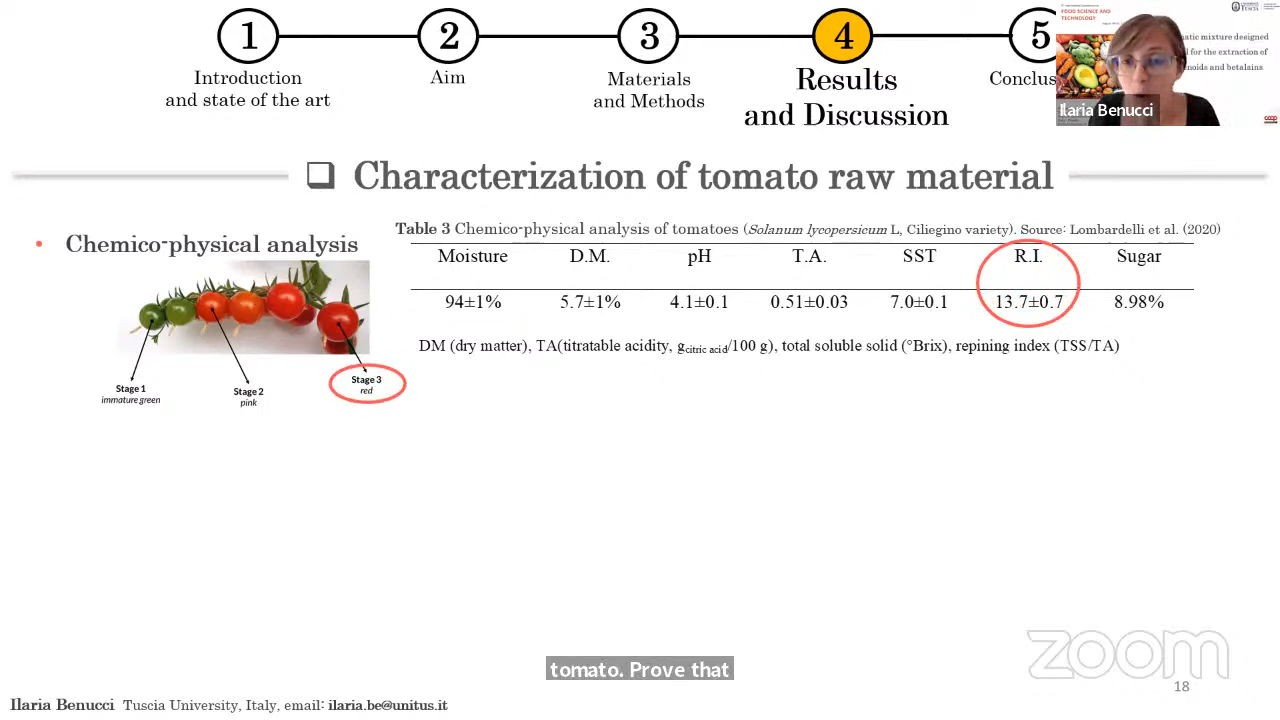 1 2 3 4 5
Introduction
and state of the art
Aim
Materials
and Methods
Results
and Discussion
Conclus
FOOD SCIENCE AND
TECHNOLOGY
matic mixture designed
l for the extraction of
noids and betalains
Ilaria Benucci
Characterization of tomato raw material
• Chemico-physical analysis
Stage 1
immature green
Stage 2
pink
Stage 3
red
Table 3 Chemico-physical analysis of tomatoes (Solanum lycopersicum L, Ciliegino variety). Source: Lombardelli et al. (2020)
Moisture D.M. pH T.A. SST R.I. Sugar
94±1% 5.7±1% 4.1±0.1 0.51±0.03 7.0±0.1 13.7±0.7 8.98%
DM (dry matter), TA(titratable acidity, gcitric acid/100 g), total soluble solid (°Brix), repining index (TSS/TA)
tomato. Prove that
zoom
18
Ilaria Benucci Tuscia University, Italy, email: ilaria.be@unitus.it